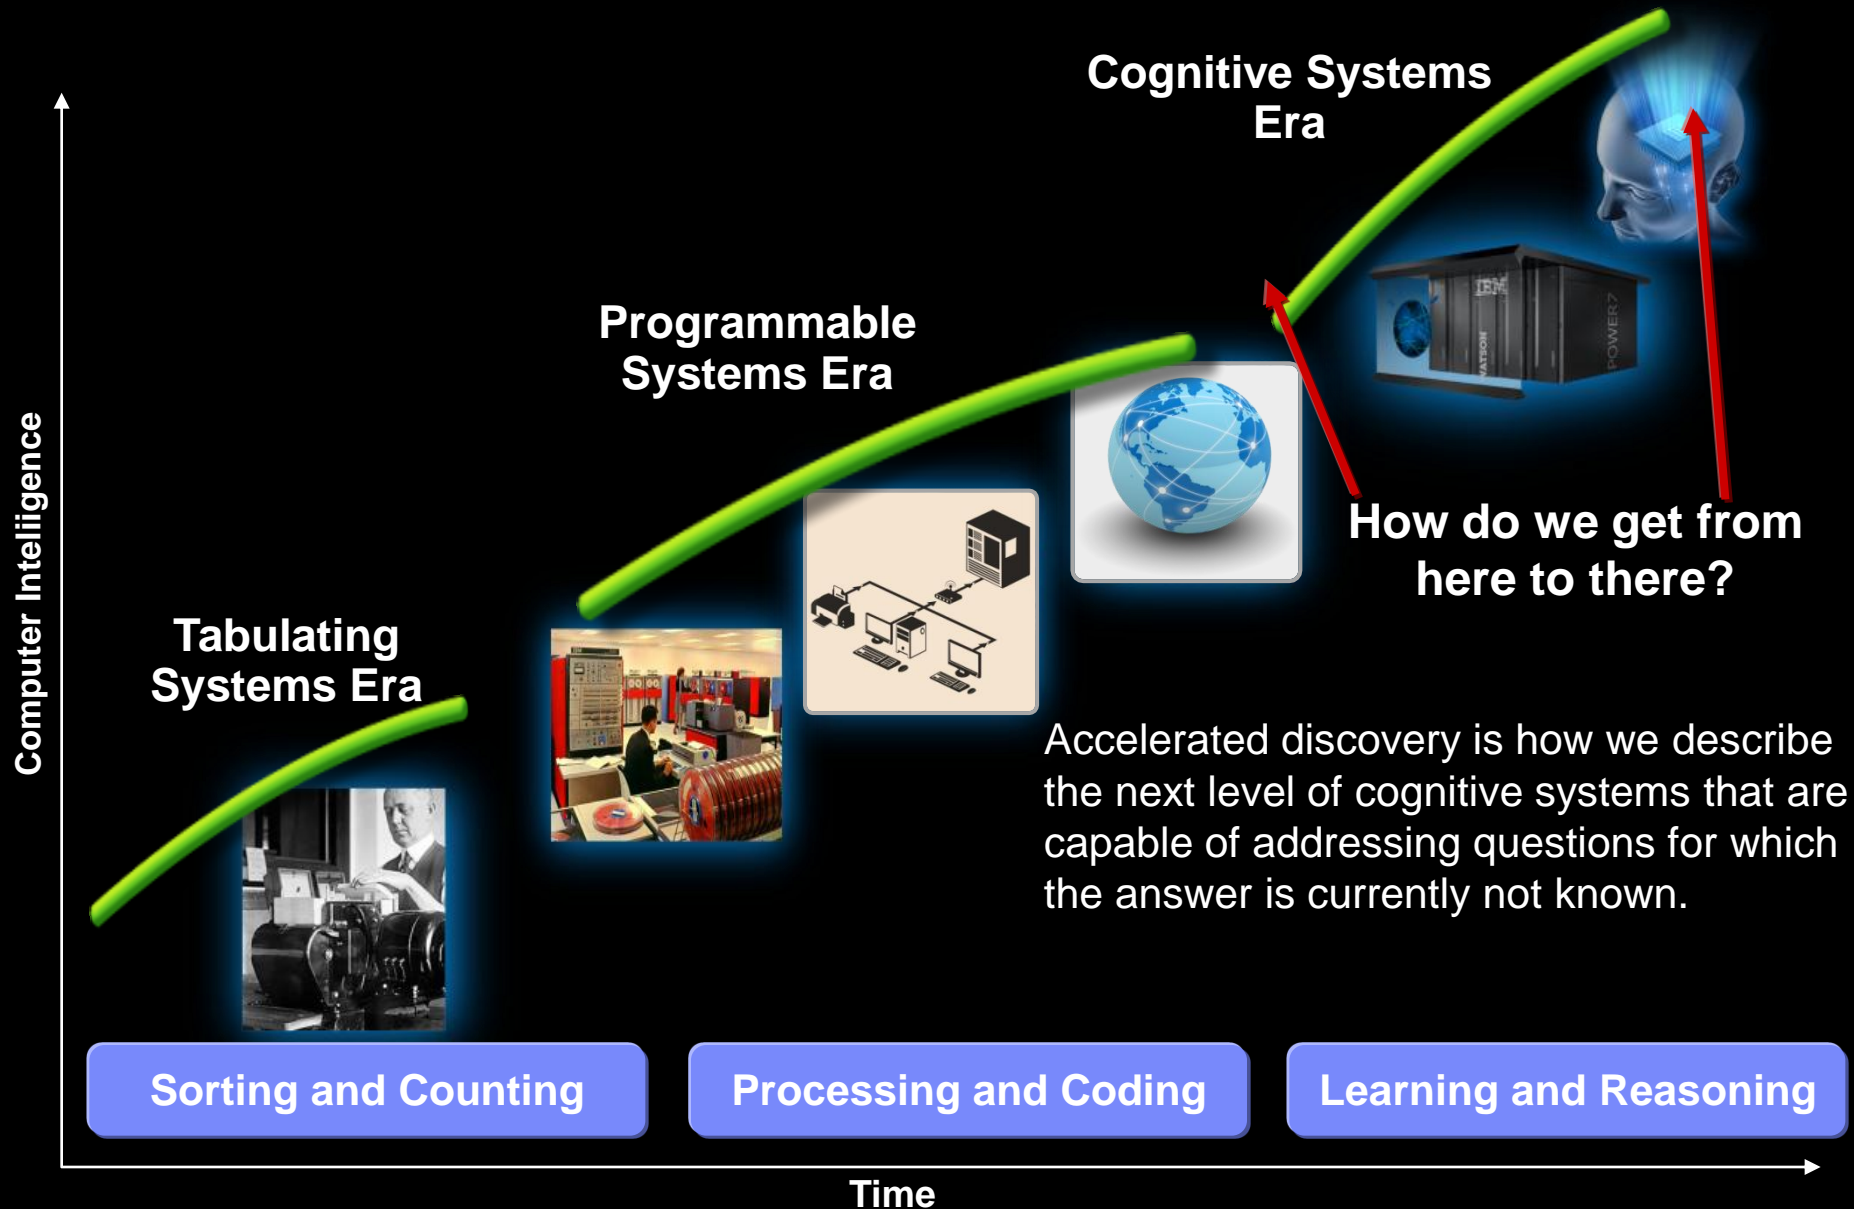 Cognitive Systems
Era
Programmable
Systems Era
Tabulating
Systems Era
Computer Inteliigence
IBM
WATSON
POWER7
IBM
How do we get from
here to there?
Accelerated discovery is how we describe
the next level of cognitive systems that are
capable of addressing questions for which
the answer is currently not known.
Sorting and Counting
Processing and Coding
Learning and Reasoning
Time